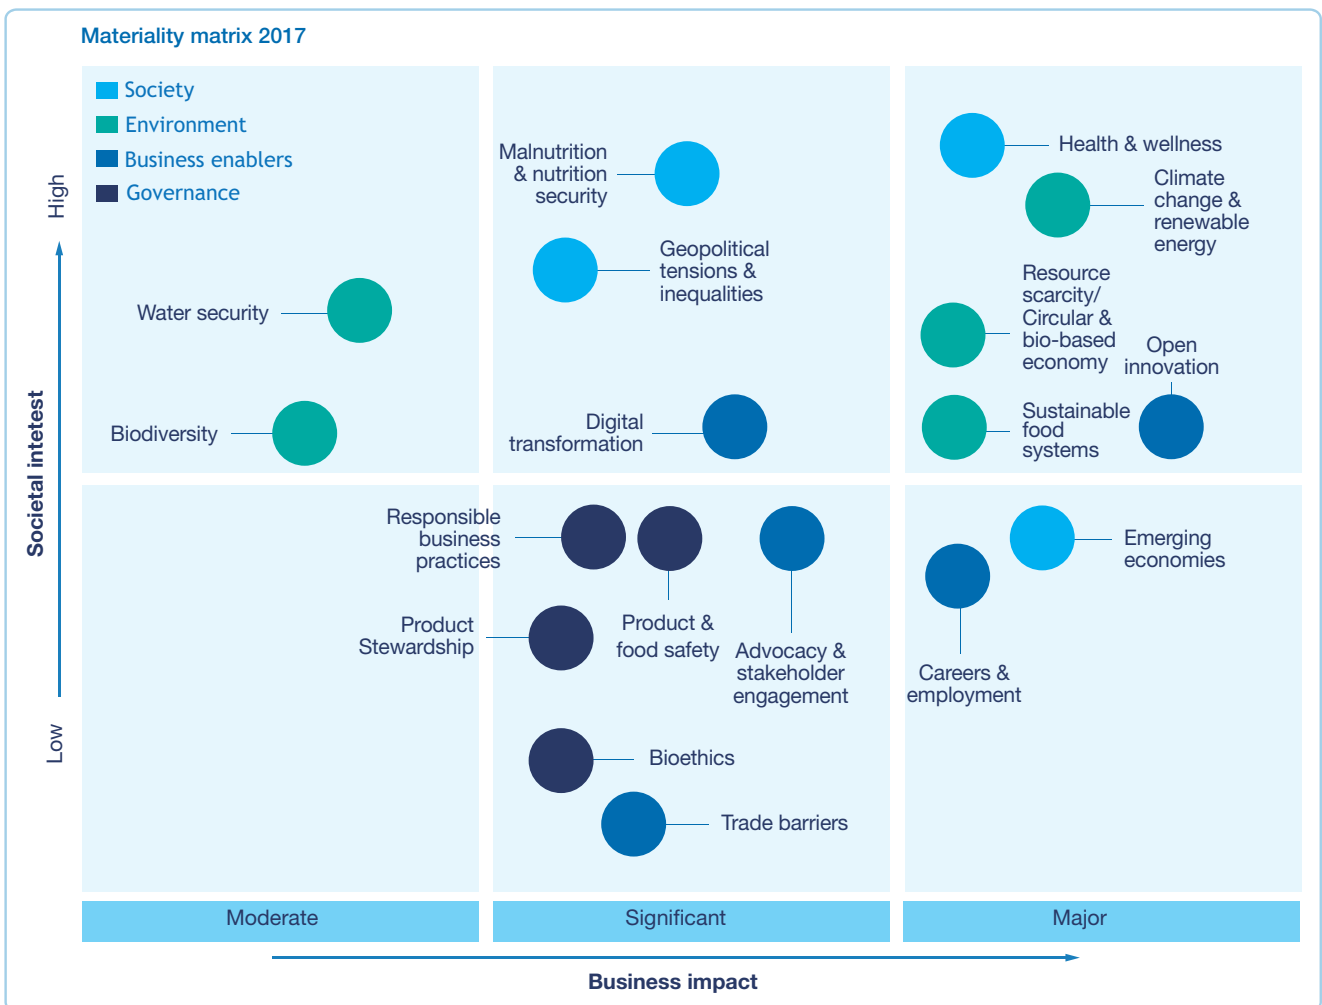 Materiality matrix 2017
Society
Environment
Business enablers
Governance
High
Societal intetest
Low
Water security
Biodiversity
Malnutrition
& nutrition
security
Geopolitical
tensions &
inequalities
Digital
transformation
Health & wellness
Climate
change &
renewable
energy
Resource
scarcity/
Circular &
bio-based
economy
Open
innovation
Sustainable
food
systems
Responsible
business
practices
Product
Stewardship
Product &
food safety
Advocacy &
stakeholder
engagement
Bioethics
Trade barriers
Emerging
economies
Careers &
employment
Moderate
Significant
Major
Business impact